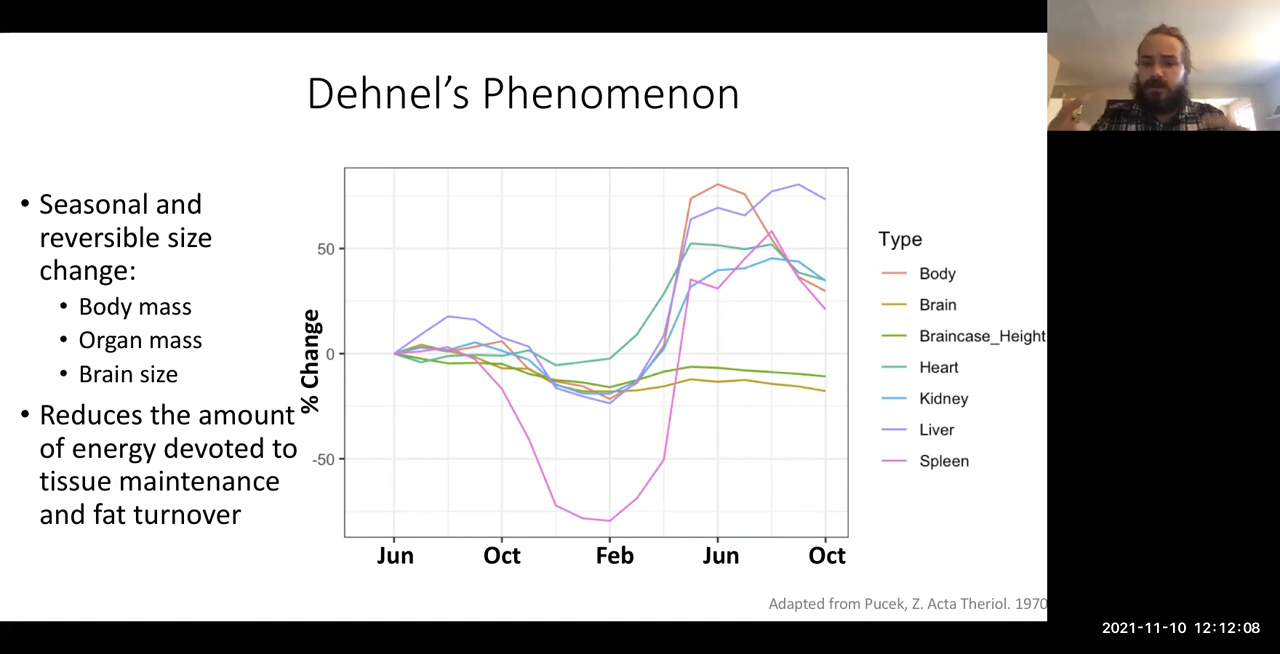 Dehnel’s Phenomenon
• Seasonal and
reversible size
change:
• Body mass
• Organ mass
• Brain size
• Reduces the amount
of energy devoted to
tissue maintenance
and fat turnover
% Change
50
0
-50
Jun Oct Feb Jun Oct
Type
Body
Brain
Braincase_Height
Heart
Kidney
Liver
Spleen
Adapted from Pucek, Z. Acta Theriol. 1970
2021-11-10 12:12:08